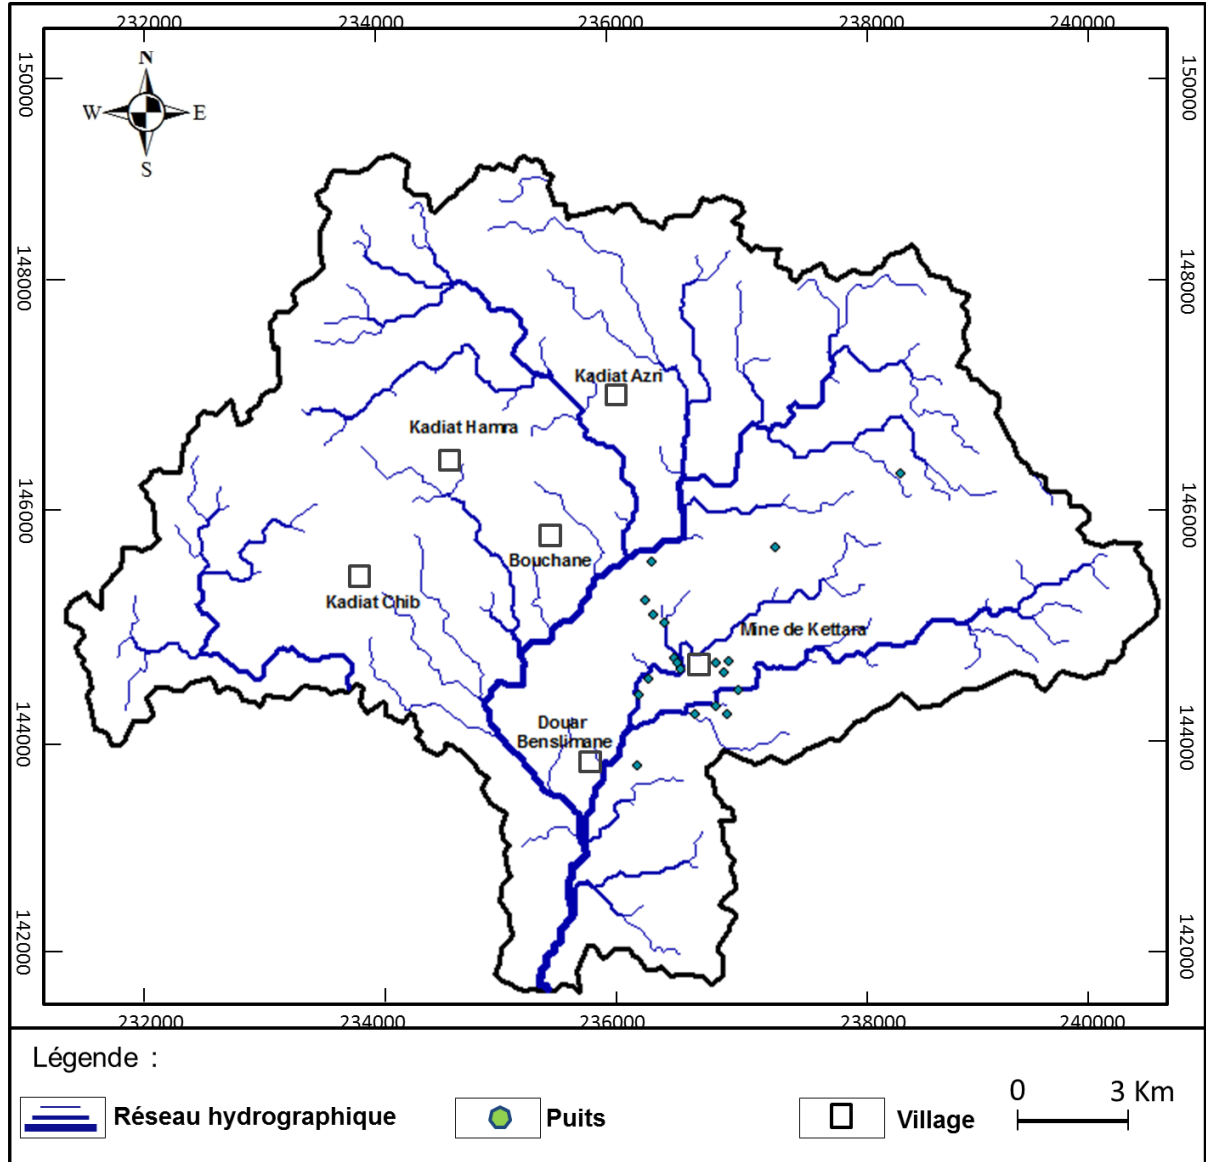 232000 234000 236000 238000 240000
150000 150000
N
W E
S
148000 148000
Kadiat Azri
Kadiat Hamra
146000 146000
Bouchane
Kadiat Chib
Mine de Kettara
144000 144000
Douar
Benslimane
142000 142000
232000 234000 236000 238000 240000
Légende :
0 3 Km
Réseau hydrographique Puits Village